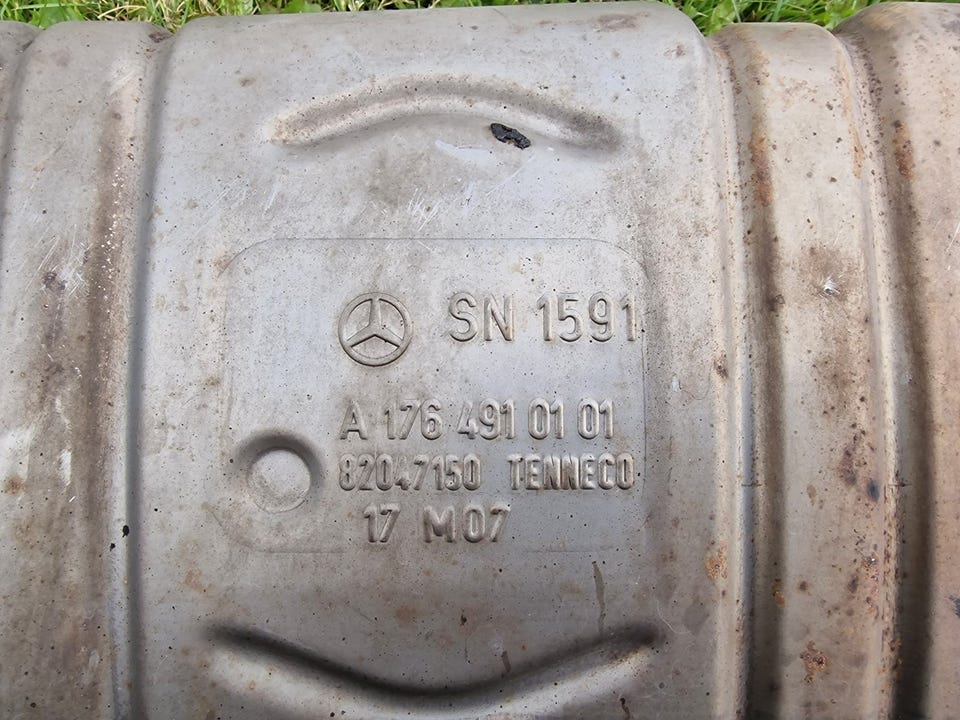 SN 1591
A 176 491 01 01
82047150 TENNECO
17 M07